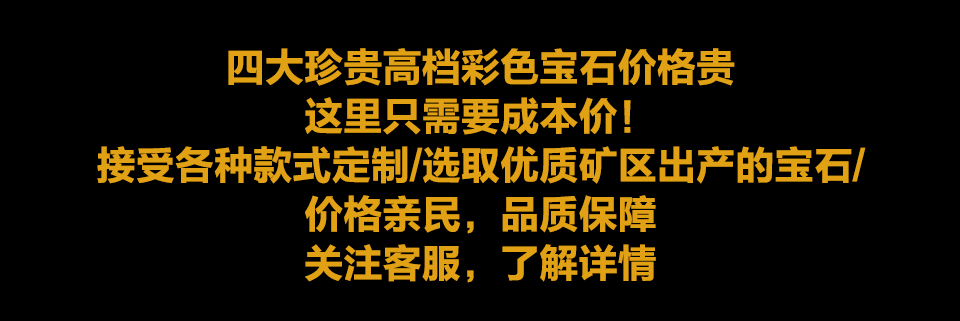 四大珍贵高档彩色宝石价格贵
这里只需要成本价！
接受各种款式定制/选取优质矿区出产的宝石/
价格亲民，品质保障
关注客服，了解详情